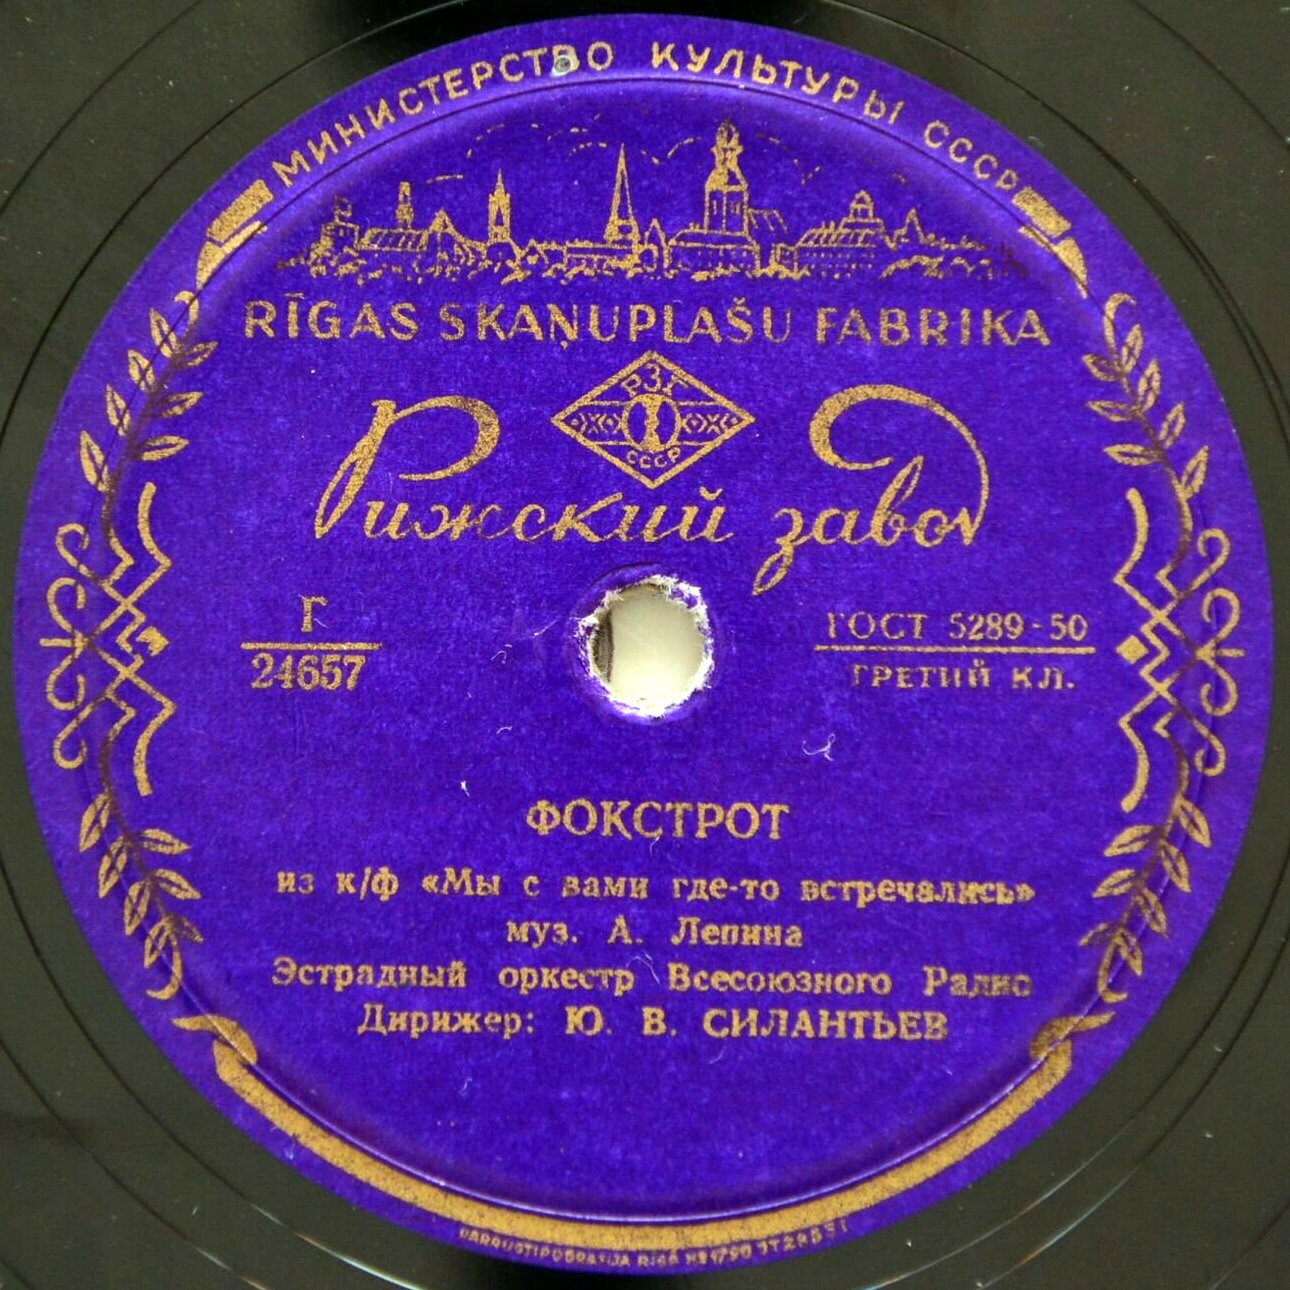 МИНИСТЕРСТВО КУЛЬТУРЫ СССР
RĪGAS SKAŅUPLAŠU FABRIKA
РЗГ
СССР
Рижский завод
Г
24657
ГОСТ 5289-50
ТРЕТИЙ КЛ.
ФОКСТРОТ
из к/ф «Мы с вами где-то встречались»
муз. А. Лепина
Эстрадный оркестр Всесоюзного Радио
Дирижер: Ю. В. СИЛАНТЬЕВ